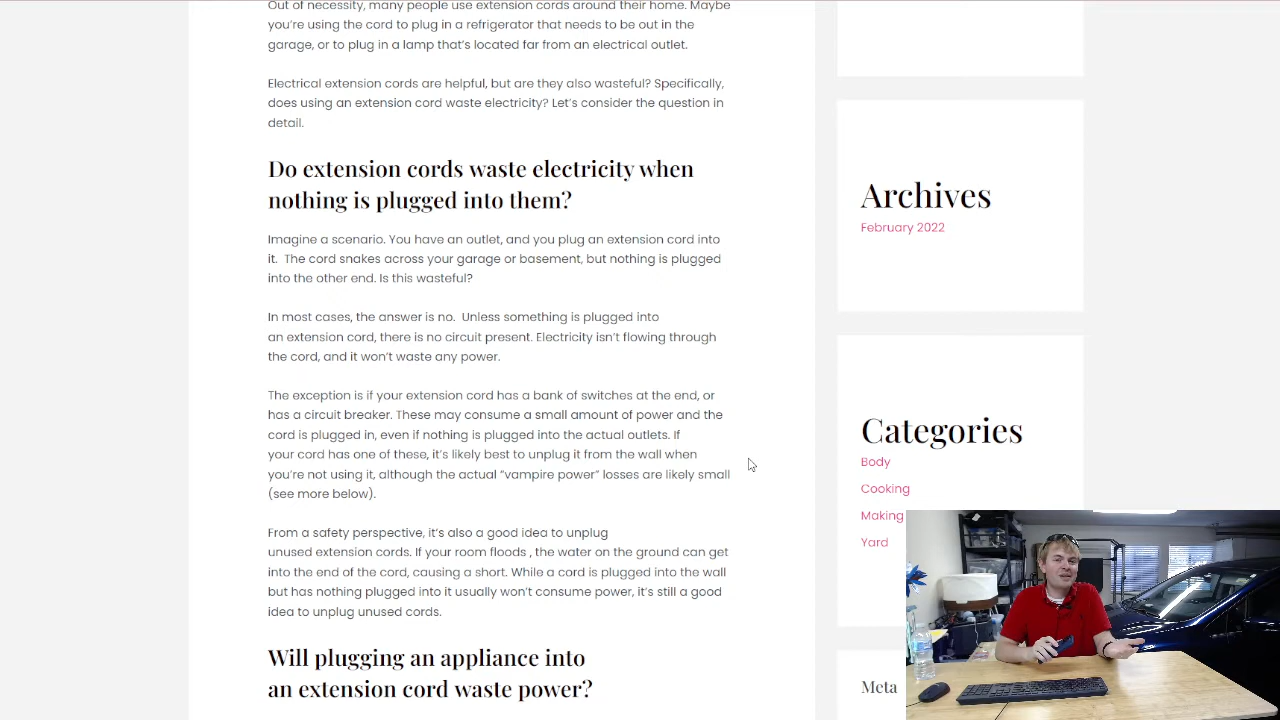 Out of necessity, many people use extension cords around their home. Maybe
you're using the cord to plug in a refrigerator that needs to be out in the
garage, or to plug in a lamp that's located far from an electrical outlet.
Electrical extension cords are helpful, but are they also wasteful? Specifically,
does using an extension cord waste electricity? Let's consider the question in
detail.
Do extension cords waste electricity when
nothing is plugged into them?
Imagine a scenario. You have an outlet, and you plug an extension cord into
it.  The cord snakes across your garage or basement, but nothing is plugged
into the other end. Is this wasteful?
In most cases, the answer is no.  Unless something is plugged into
an extension cord, there is no circuit present. Electricity isn't flowing through
the cord, and it won't waste any power.
The exception is if your extension cord has a bank of switches at the end, or
has a circuit breaker. These may consume a small amount of power and the
cord is plugged in, even if nothing is plugged into the actual outlets. If
your cord has one of these, it's likely best to unplug it from the wall when
you're not using it, although the actual "vampire power" losses are likely small
(see more below).
From a safety perspective, it's also a good idea to unplug
unused extension cords. If your room floods , the water on the ground can get
into the end of the cord, causing a short. While a cord is plugged into the wall
but has nothing plugged into it usually won't consume power, it's still a good
idea to unplug unused cords.
Will plugging an appliance into
an extension cord waste power?
Archives
February 2022
Categories
Body
Cooking
Making
Yard
Meta